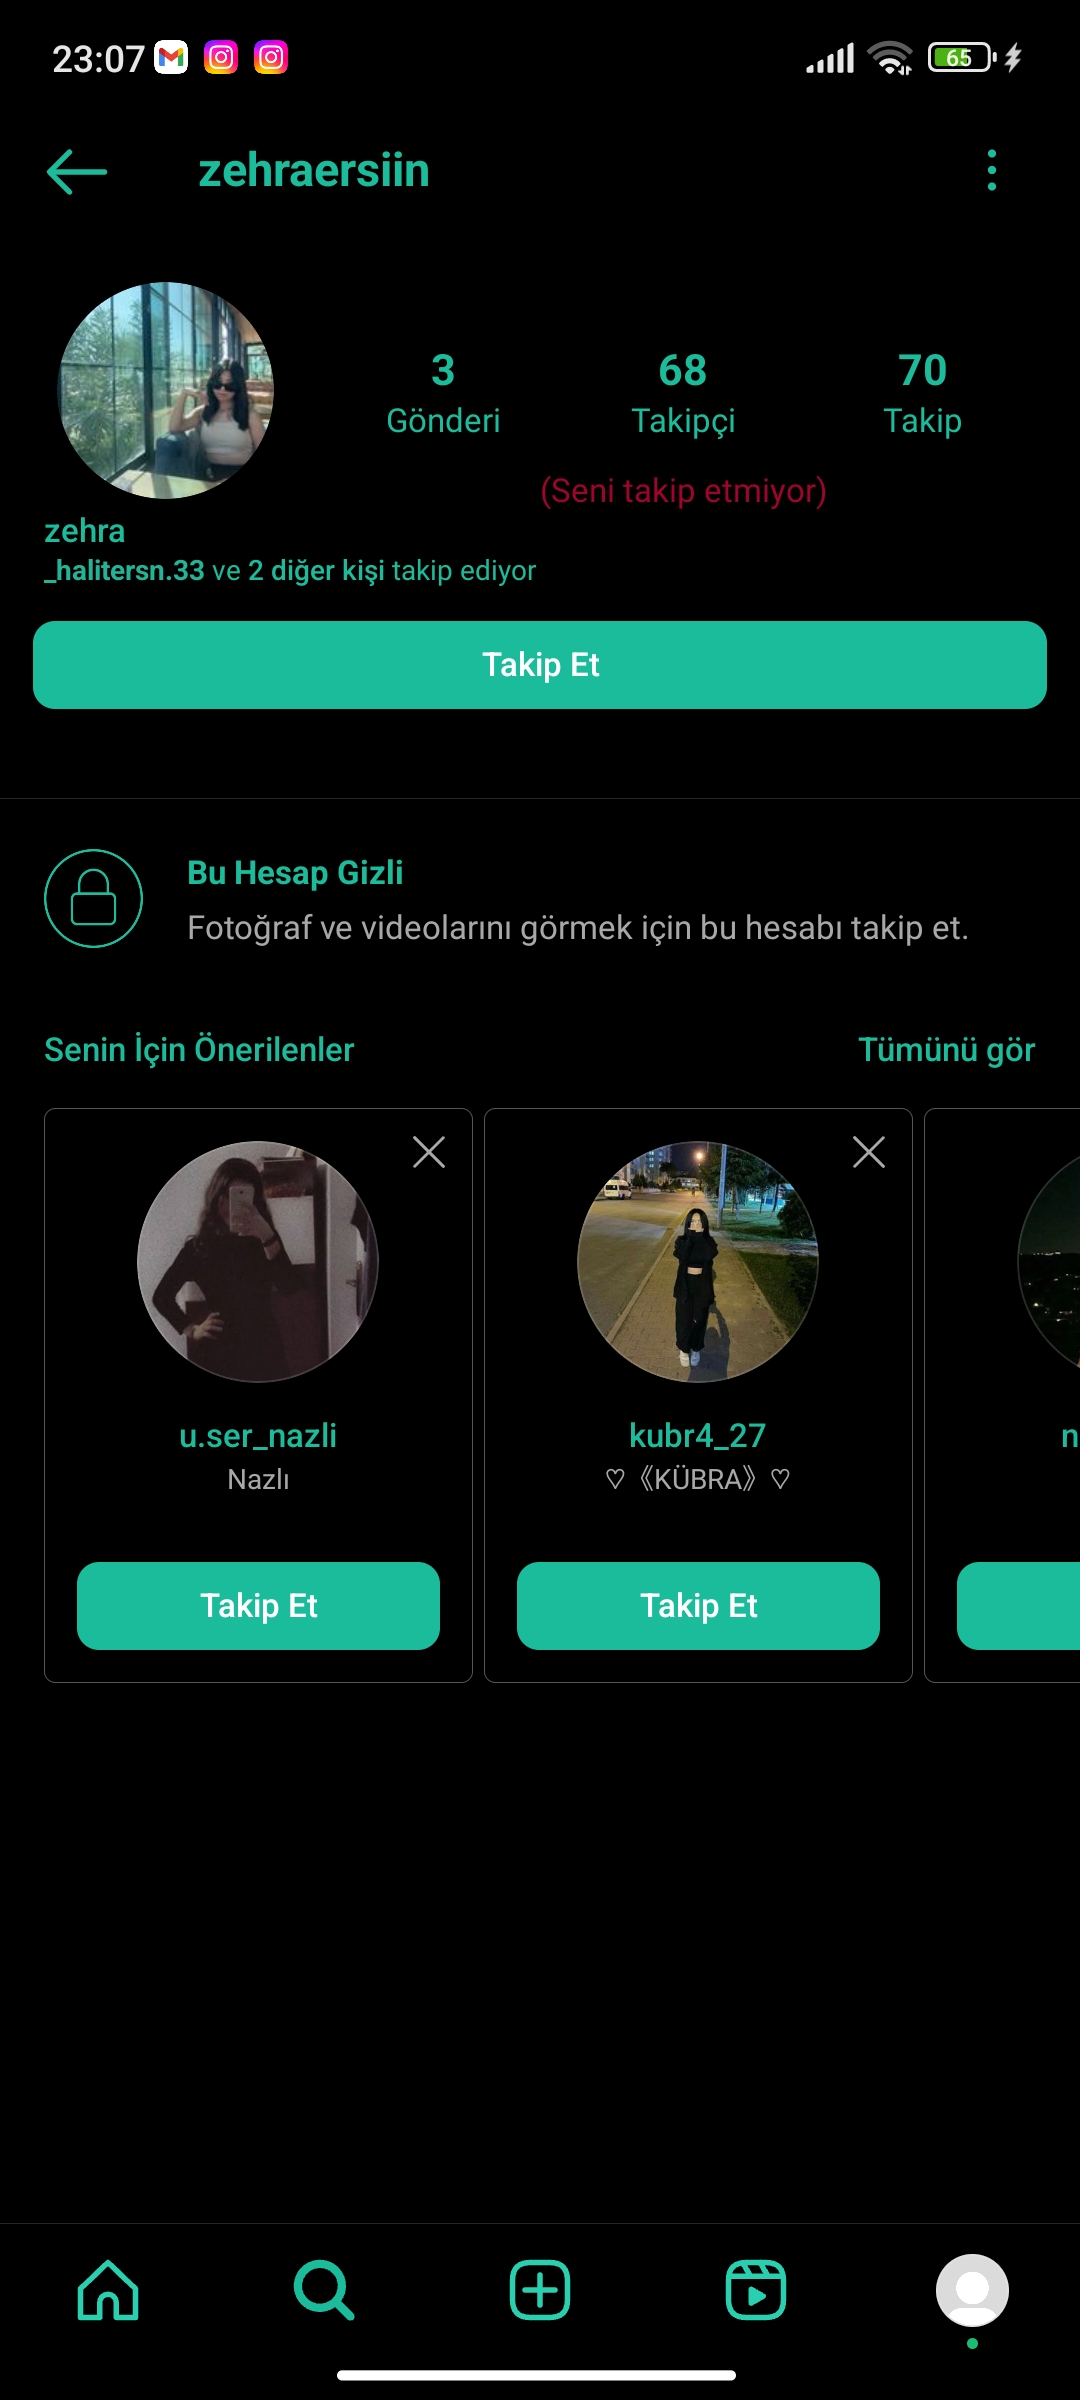 23:07
65
zehraersiin
3 68 70
Gönderi Takipçi Takip
(Seni takip etmiyor)
zehra
_halitersn.33 ve 2 diğer kişi takip ediyor
Takip Et
Bu Hesap Gizli
Fotoğraf ve videolarını görmek için bu hesabı takip et.
Senin İçin Önerilenler Tümünü gör
u.ser_nazli kubr4_27 n
Nazlı ♡《KÜBRA》♡
Takip Et Takip Et